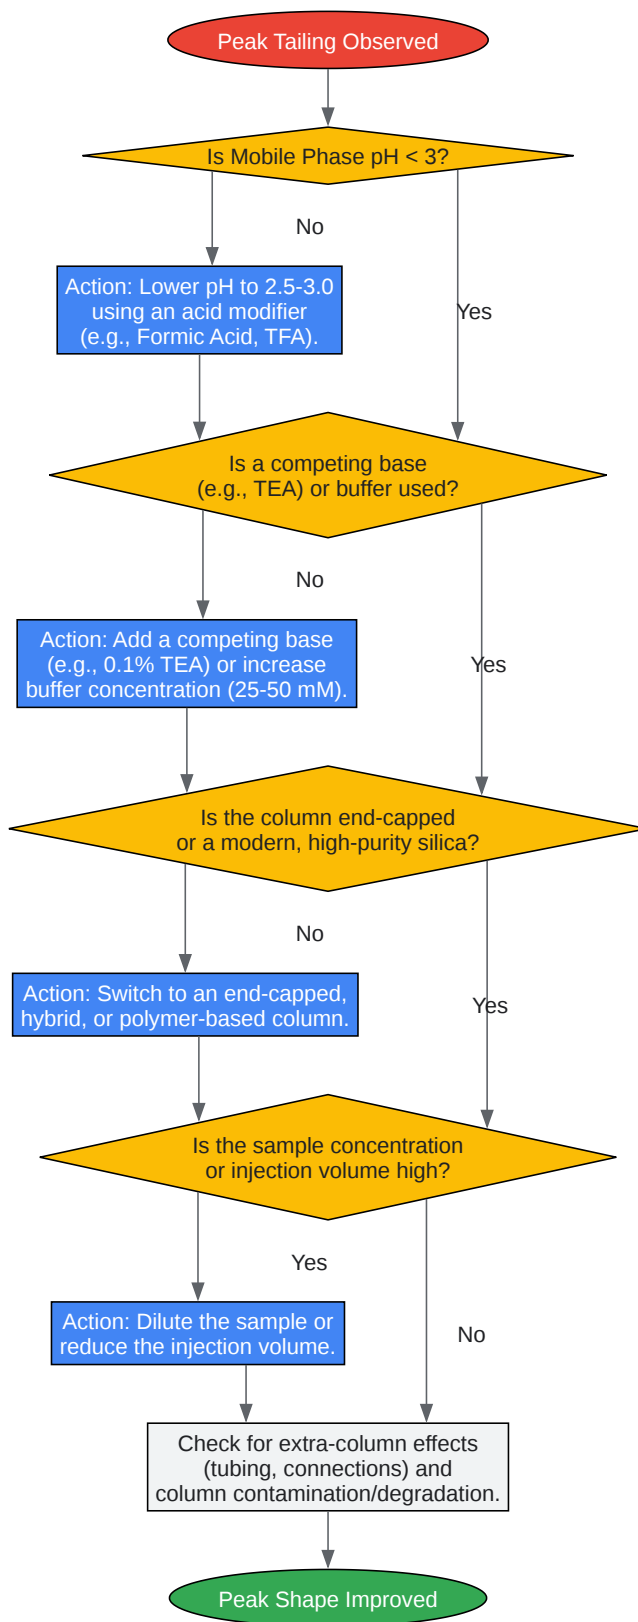 Peak Tailing Observed
Is Mobile Phase pH < 3?
No
Action: Lower pH to 2.5-3.0
using an acid modifier
(e.g., Formic Acid, TFA).
Yes
Is a competing base
(e.g., TEA) or buffer used?
No
Action: Add a competing base
(e.g., 0.1% TEA) or increase
buffer concentration (25-50 mM).
Yes
Is the column end-capped
or a modern, high-purity silica?
No
Action: Switch to an end-capped,
hybrid, or polymer-based column.
Yes
Is the sample concentration
or injection volume high?
Yes
Action: Dilute the sample or
reduce the injection volume.
No
Check for extra-column effects
(tubing, connections) and
column contamination/degradation.
Peak Shape Improved